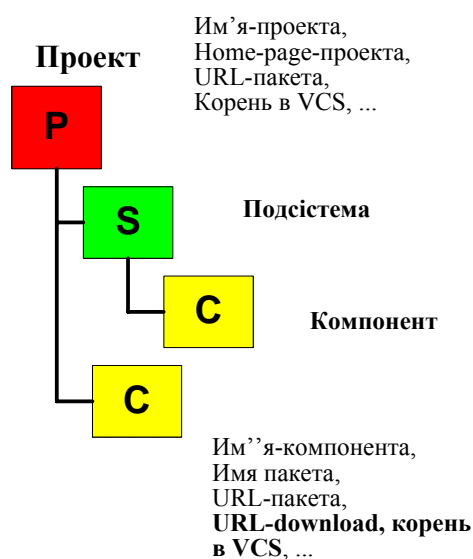 Им’я-проекта,
Home-page-проекта,
URL-пакета,
Корень в VCS, ...
Проект
P
S
Подсістема
C
Компонент
C
Им’’я-компонента,
Имя пакета,
URL-пакета,
URL-download, корень
в VCS, ...